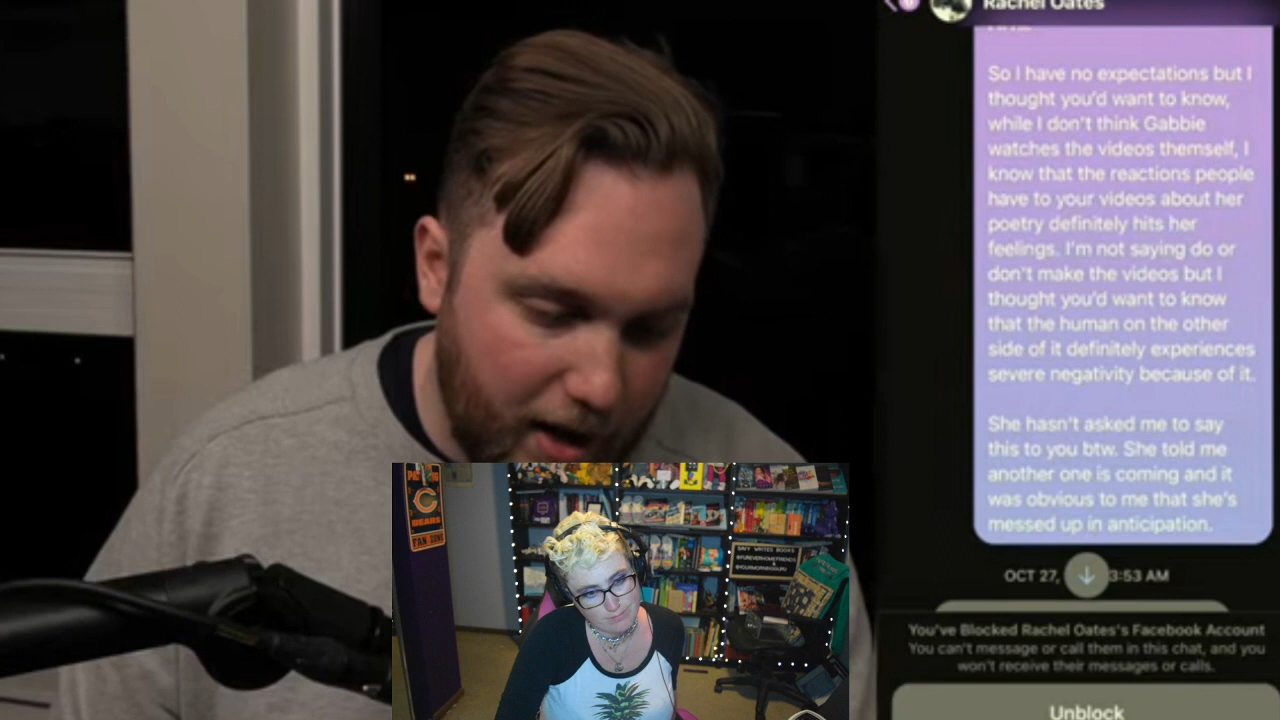 Rachel Oates
So I have no expectations but I
thought you'd want to know,
while I don't think Gabbie
watches the videos themself, I
know that the reactions people
have to your videos about her
poetry definitely hits her
feelings. I'm not saying do or
don't make the videos but I
thought you'd want to know
that the human on the other
side of it definitely experiences
severe negativity because of it.
She hasn't asked me to say
this to you btw. She told me
another one is coming and it
was obvious to me that she's
messed up in anticipation.
OCT 27, 3:53 AM
You've Blocked Rachel Oates's Facebook Account
You can't message or call them in this chat, and you
won't receive their messages or calls.
Unblock
BEARS
FAN ZONE
SAVY WRITES BOOKS